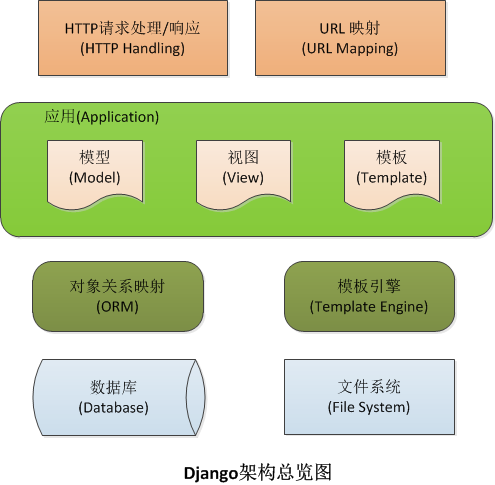 HTTP请求处理/响应
(HTTP Handling)
URL 映射
(URL Mapping)
应用(Application)
模型
(Model)
视图
(View)
模板
(Template)
对象关系映射
(ORM)
模板引擎
(Template Engine)
数据库
(Database)
文件系统
(File System)
Django架构总览图